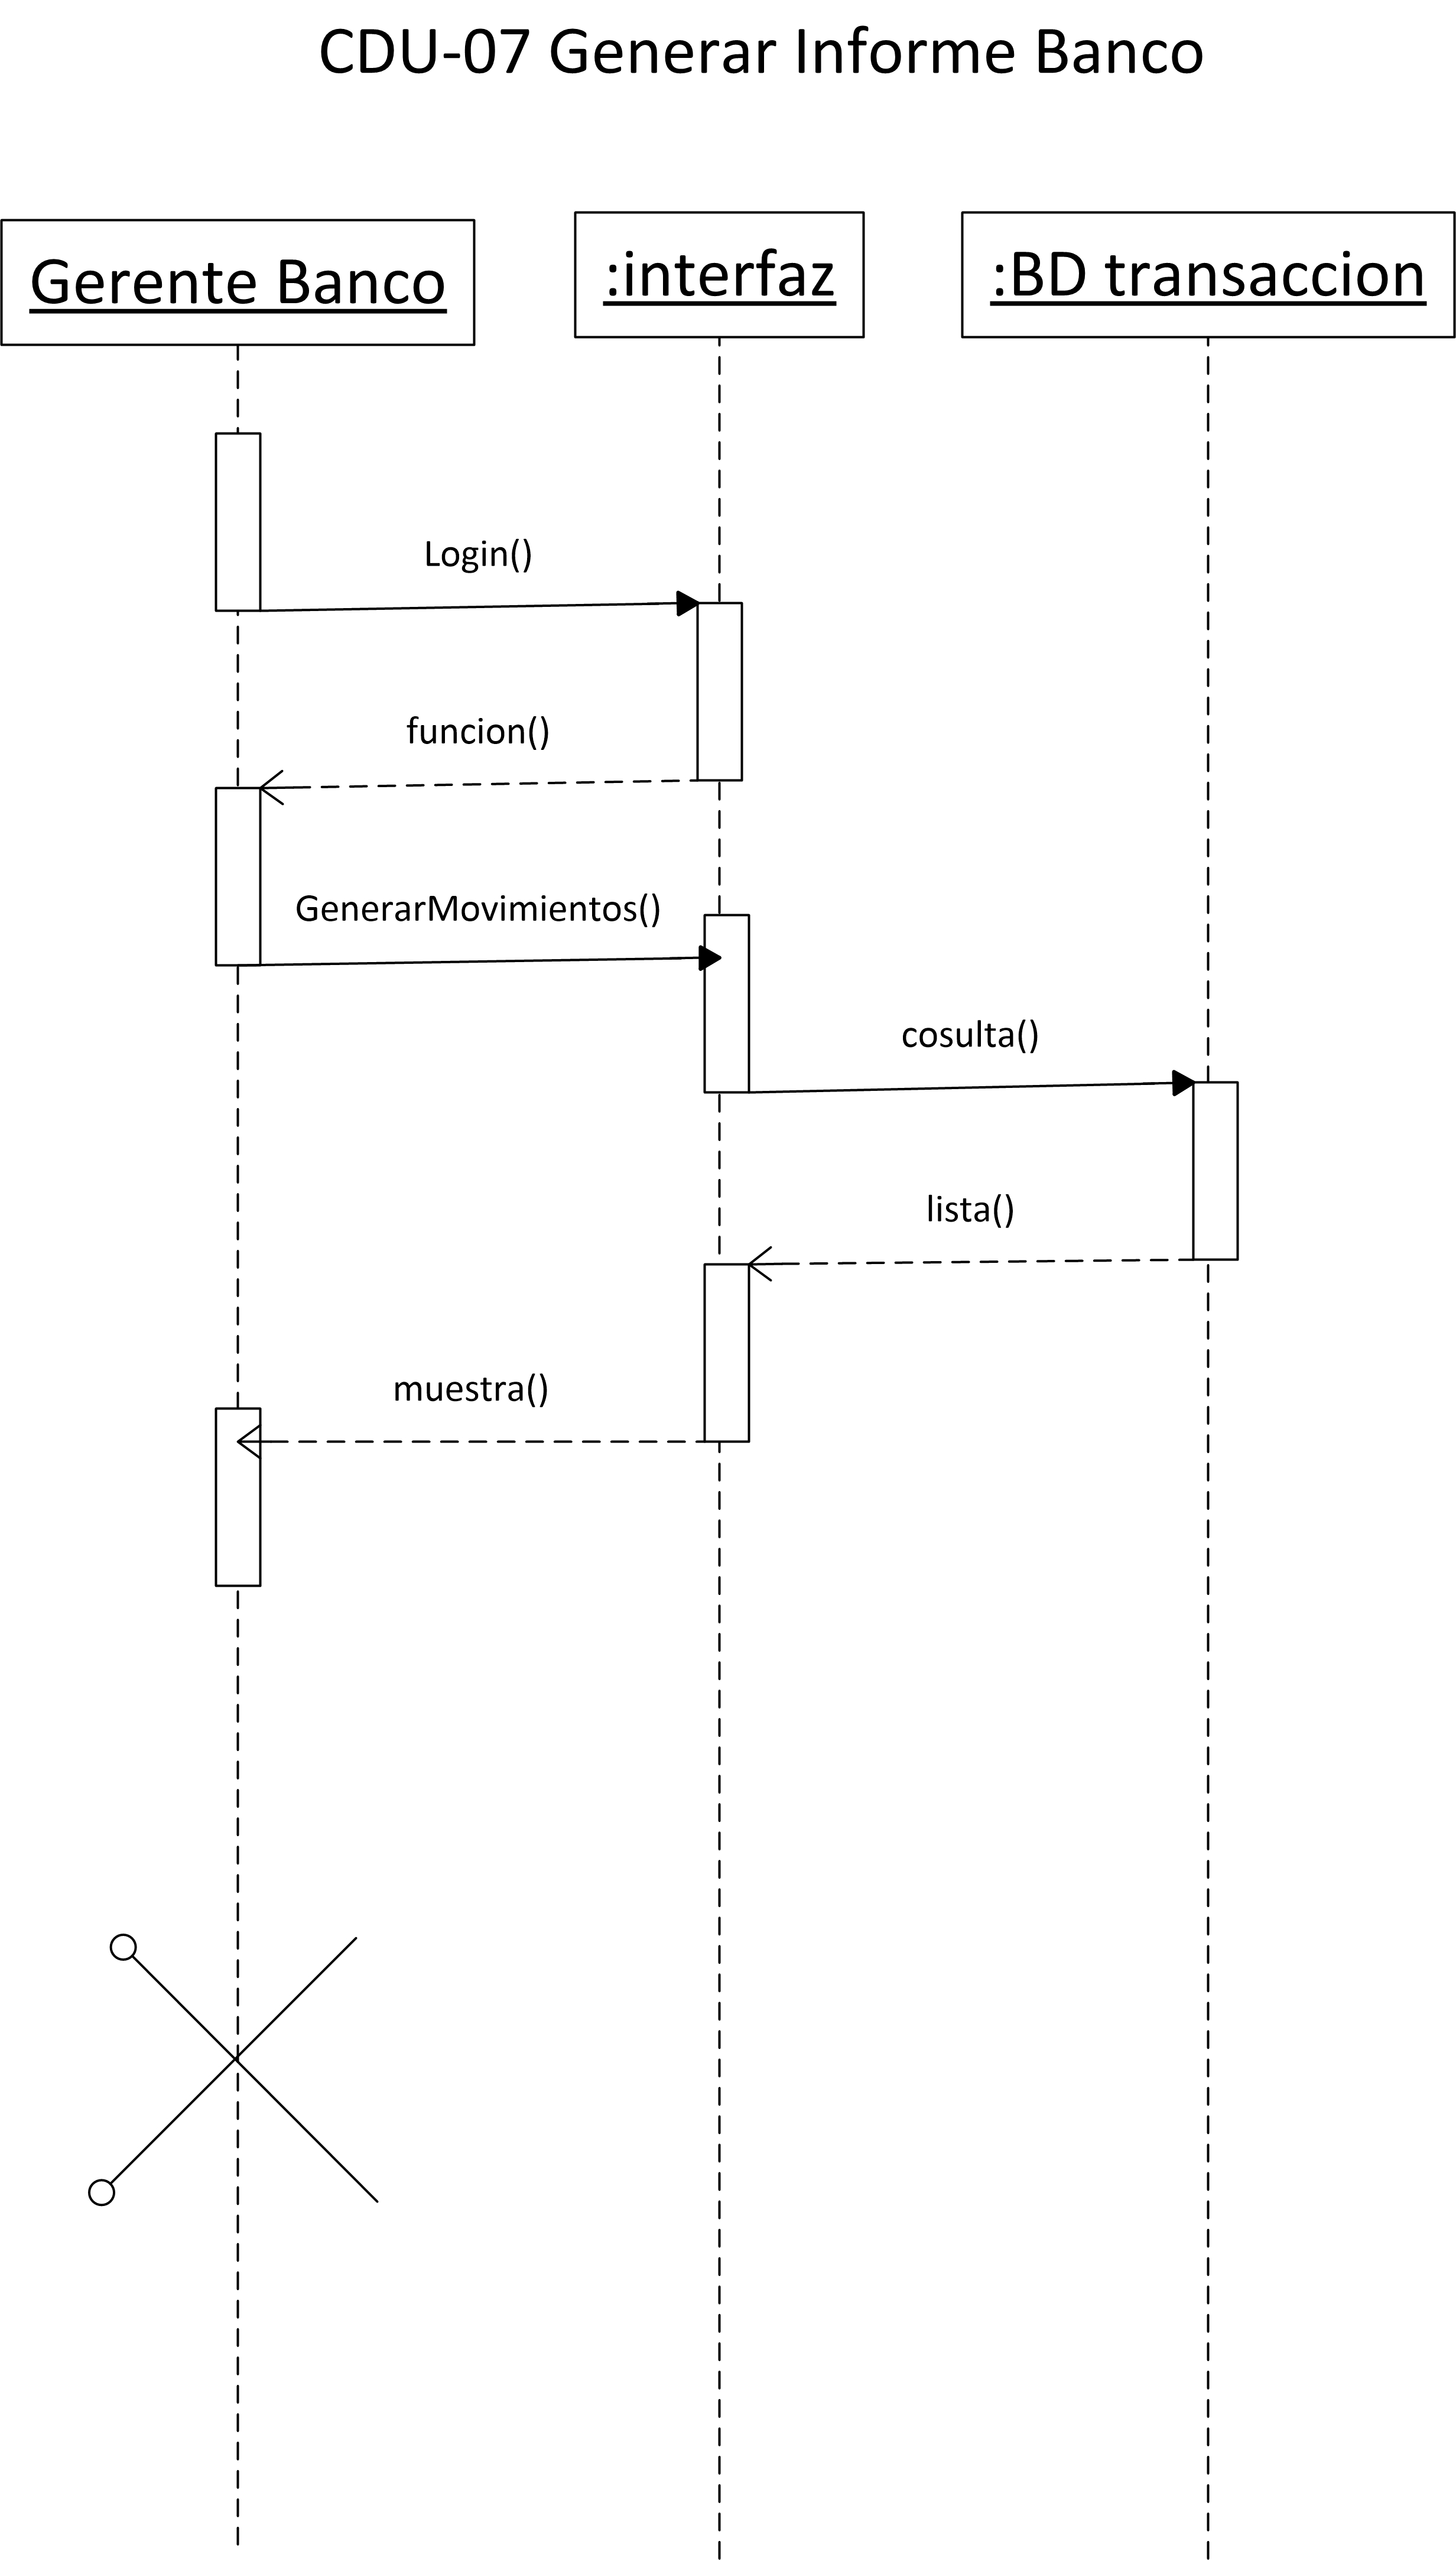 CDU-07 Generar Informe Banco
Gerente Banco
:interfaz
:BD transaccion
Login()
funcion()
GenerarMovimientos()
cosulta()
lista()
muestra()